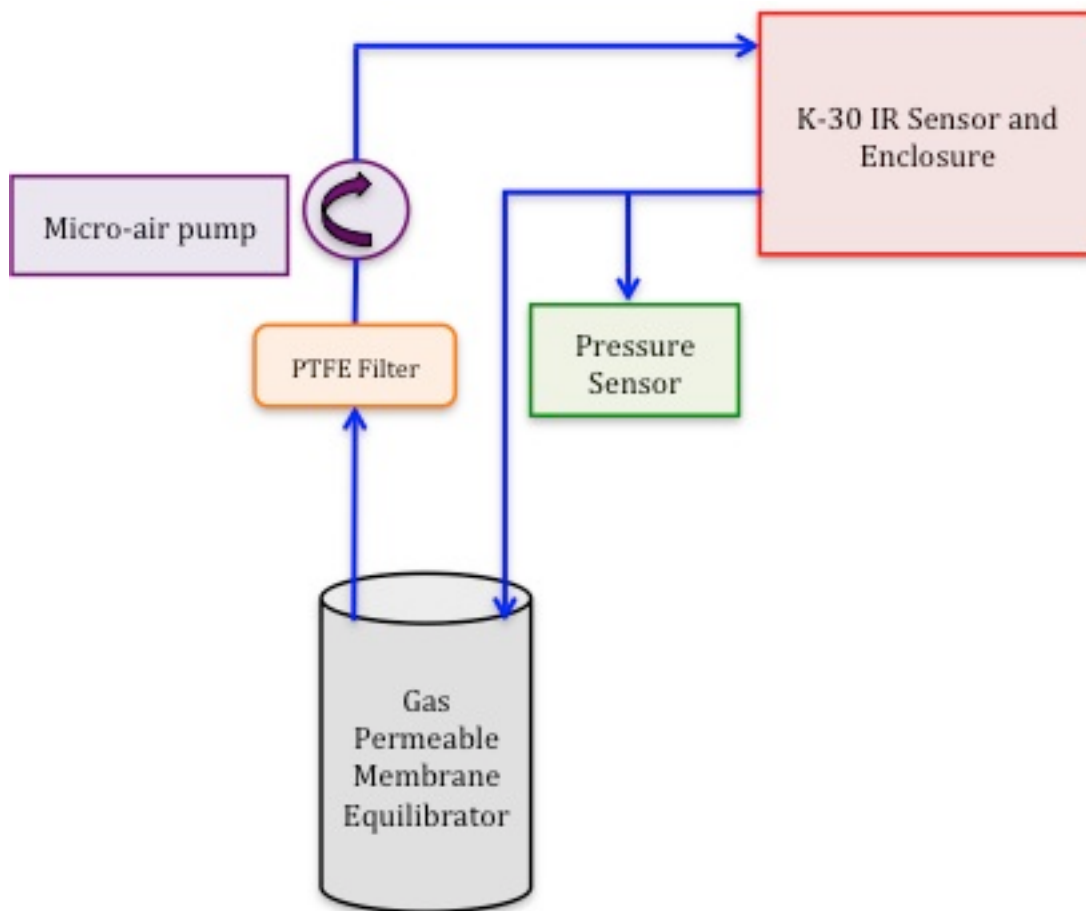 K-30 IR Sensor and
Enclosure
Micro-air pump
PTFE Filter
Pressure
Sensor
Gas
Permeable
Membrane
Equilibrator